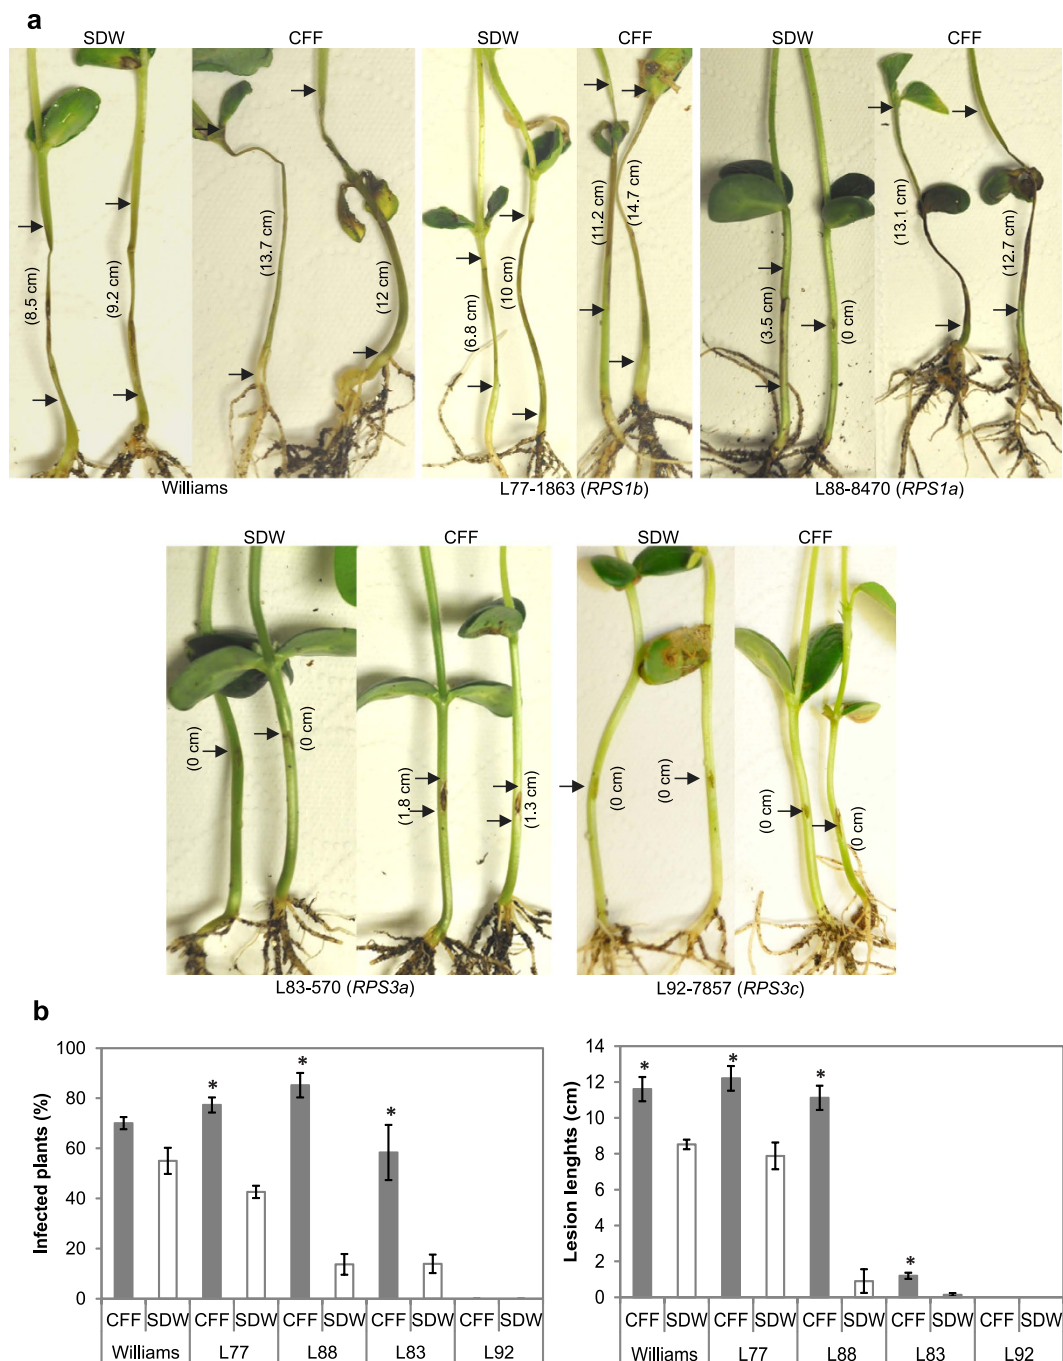 a
SDW CFF SDW CFF SDW CFF
(8.5 cm) (9.2 cm) (13.7 cm) (12 cm) (6.8 cm) (10 cm) (11.2 cm) (14.7 cm) (3.5 cm) (0 cm) (13.1 cm) (12.7 cm)
Williams L77-1863 (RPS1b) L88-8470 (RPS1a)
SDW CFF SDW CFF
(0 cm) (0 cm) (1.8 cm) (1.3 cm) (0 cm) (0 cm) (0 cm) (0 cm)
L83-570 (RPS3a) L92-7857 (RPS3c)
b
Infected plants (%)
100
80
60
40
20
0
* * *
CFF SDW CFF SDW CFF SDW CFF SDW CFF SDW
Williams L77 L88 L83 L92
Lesion lenghts (cm)
14
12
10
8
6
4
2
0
* * * *
CFF SDW CFF SDW CFF SDW CFF SDW CFF SDW
Williams L77 L88 L83 L92